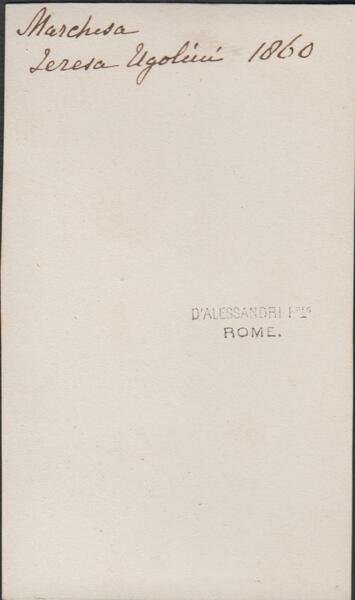 Marchesa
Teresa Ugolini 1860
D'ALESSANDRI Fres
ROME.